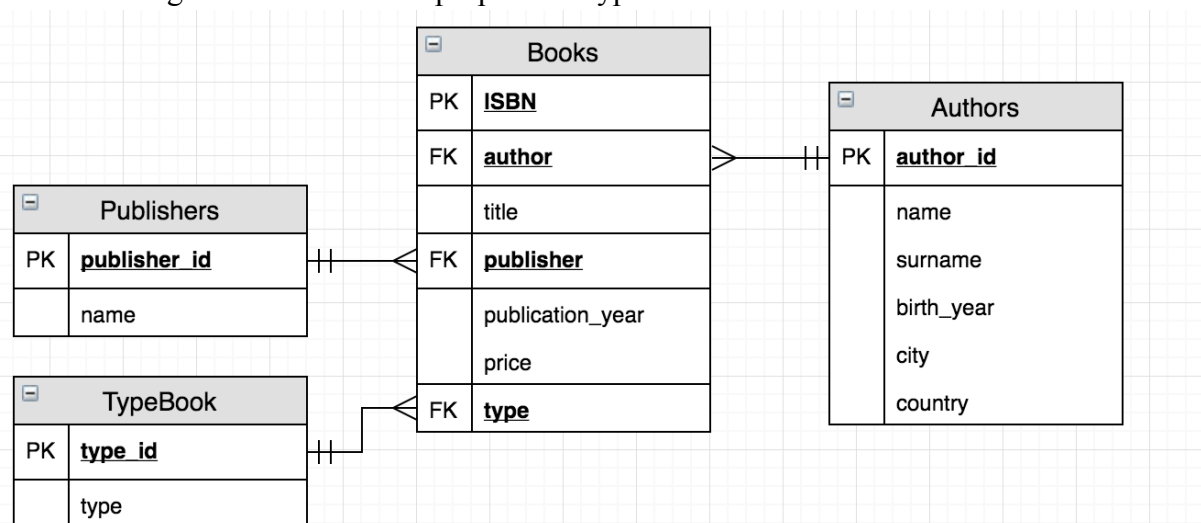 Books
PK ISBN
FK author
title
FK publisher
publication_year
price
FK type
Authors
PK author_id
name
surname
birth_year
city
country
Publishers
PK publisher_id
name
TypeBook
PK type_id
type